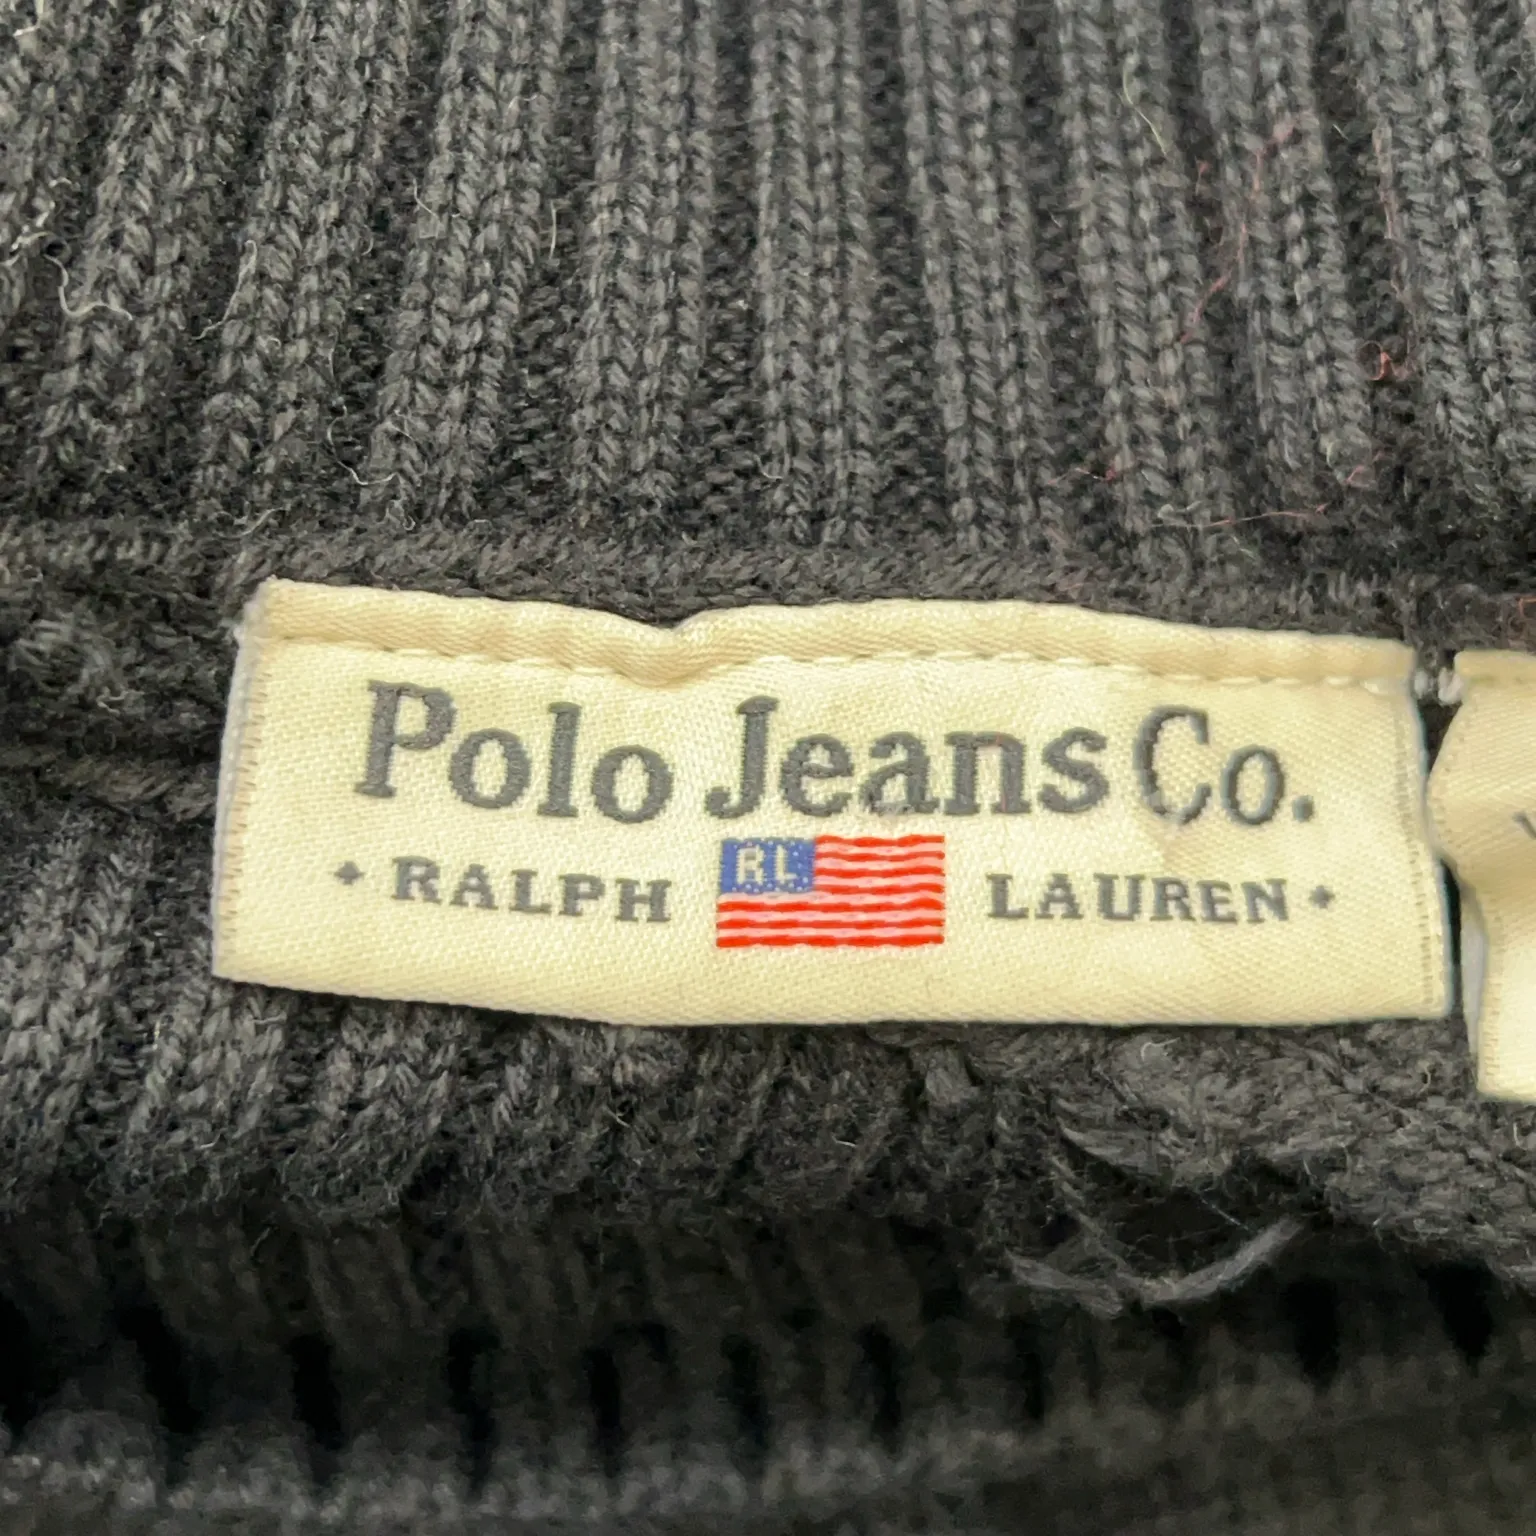 Polo Jeans Co.
RALPH RL LAUREN